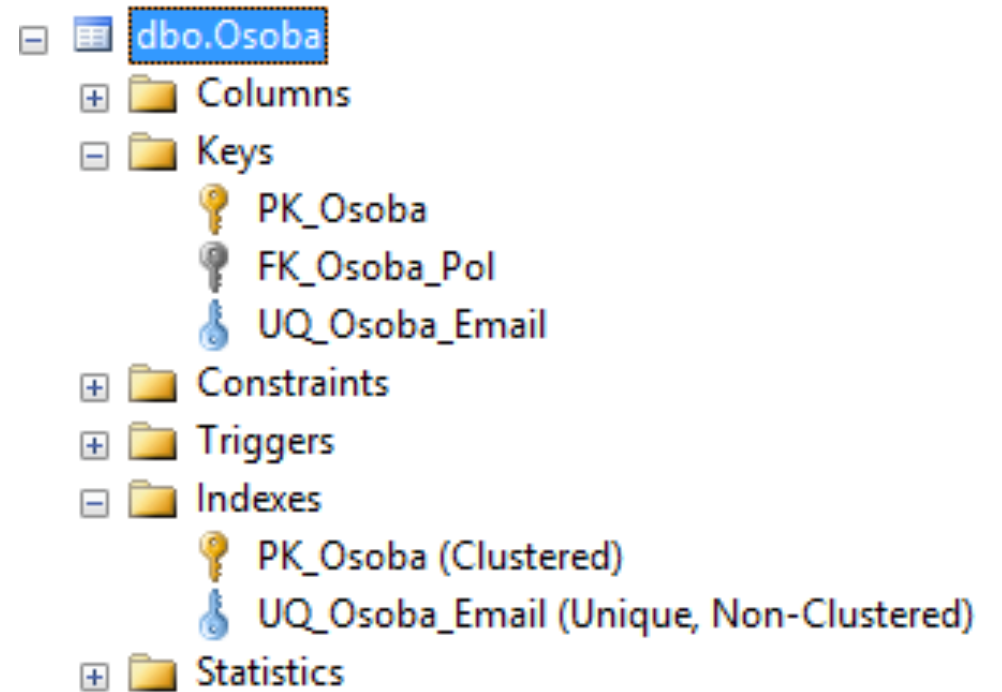 dbo.Osoba
Columns
Keys
PK_Osoba
FK_Osoba_Pol
UQ_Osoba_Email
Constraints
Triggers
Indexes
PK_Osoba (Clustered)
UQ_Osoba_Email (Unique, Non-Clustered)
Statistics